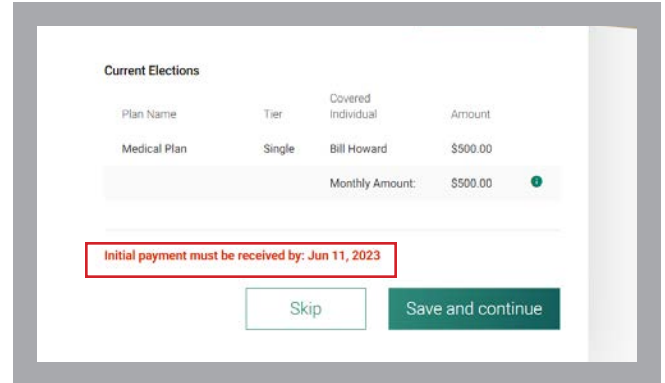 Current Elections
Plan Name Tier Covered Individual Amount
Medical Plan Single Bill Howard $500.00
Monthly Amount: $500.00
Initial payment must be received by: Jun 11, 2023
Skip Save and continue